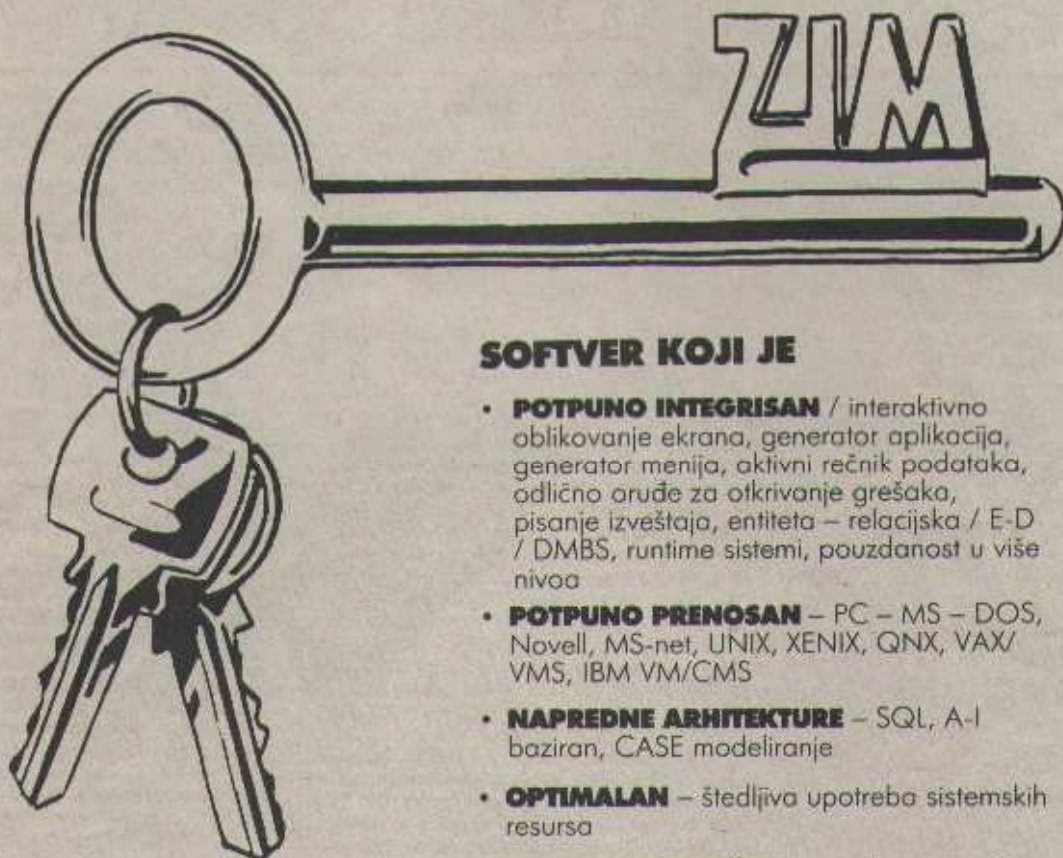 ZIM
SOFTVER KOJI JE
• POTPUNO INTEGRISAN / interaktivno
oblikovanje ekrana, generator aplikacija,
generator menija, aktivni rečnik podataka,
odlično oruđe za otkrivanje grešaka,
pisanje izveštaja, entiteta – relacijska / E-D
/ DMBS, runtime sistemi, pouzdanost u više
nivoa
• POTPUNO PRENOSAN – PC – MS – DOS,
Novell, MS-net, UNIX, XENIX, QNX, VAX/
VMS, IBM VM/CMS
• NAPREDNE ARHITEKTURE – SQL, A-I
baziran, CASE modeliranje
• OPTIMALAN – štedljiva upotreba sistemskih
resursa